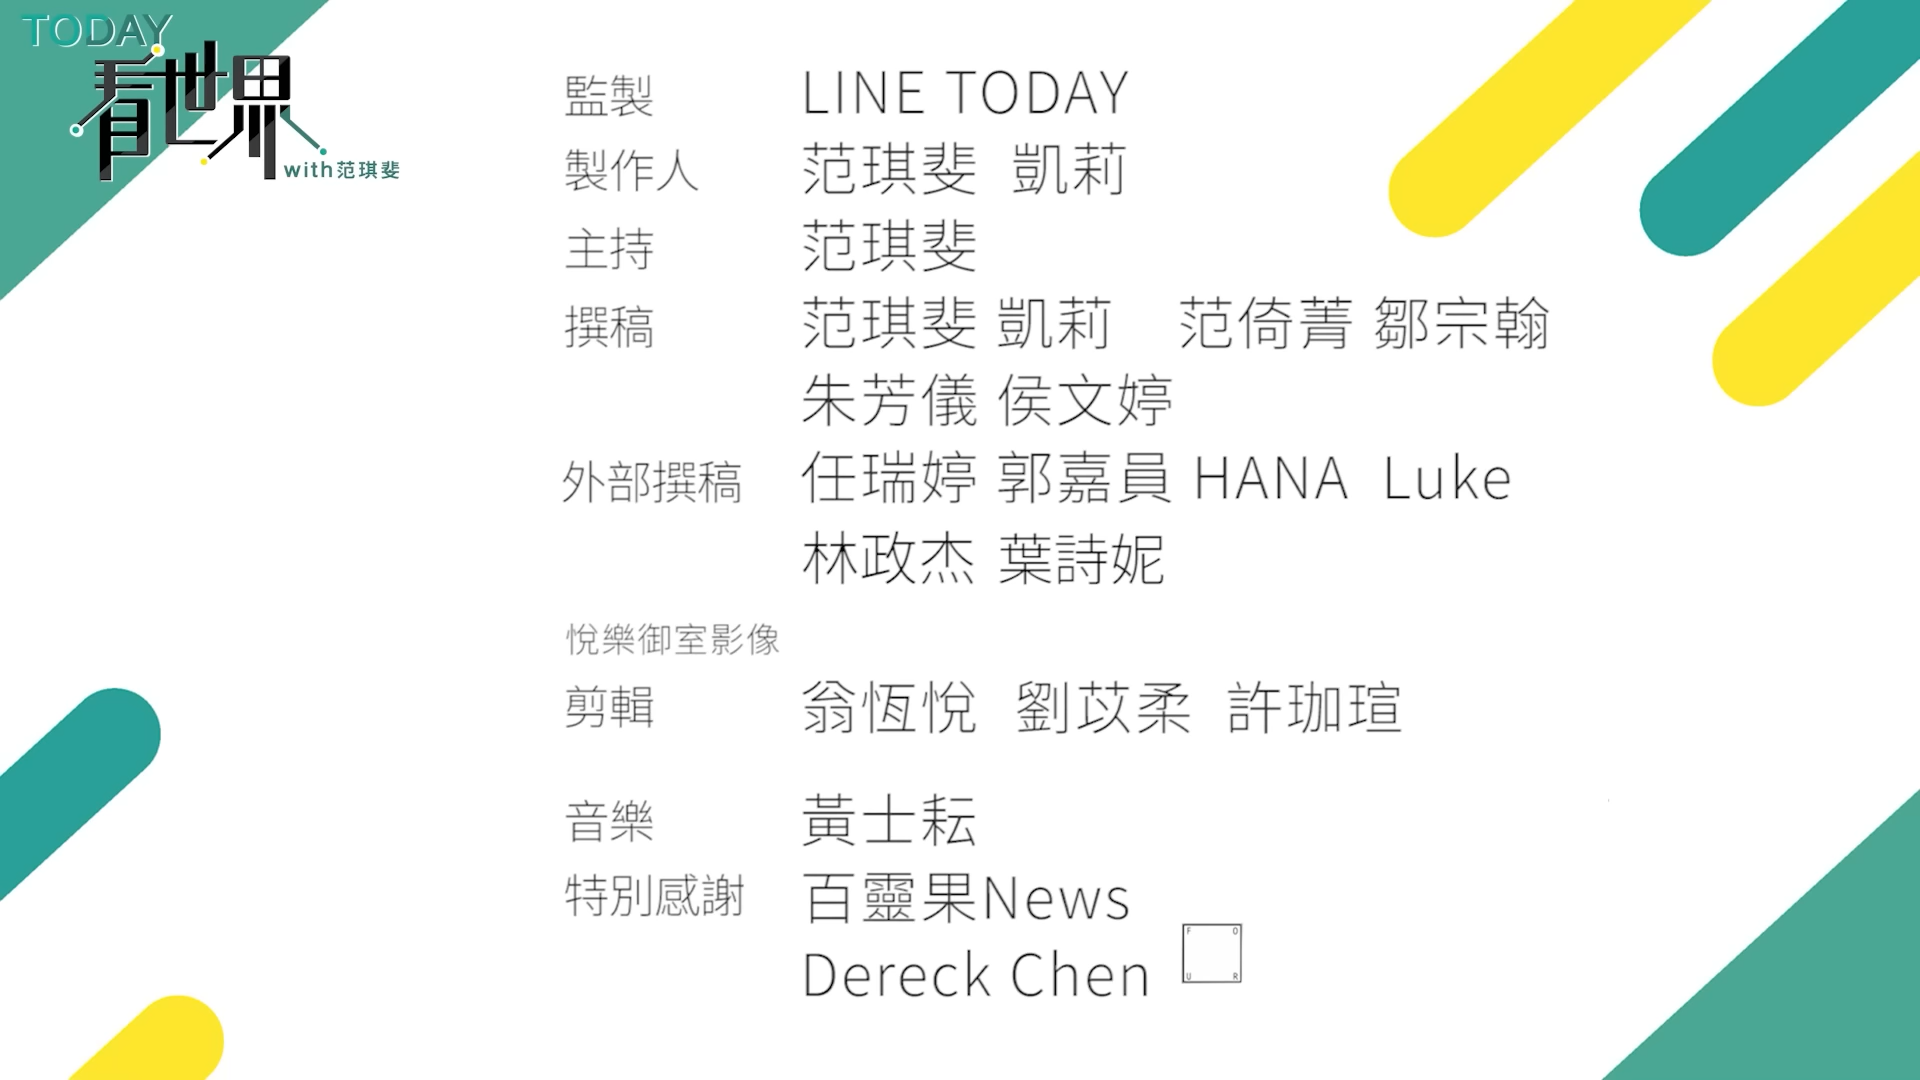 TODAY
看世界
with范琪斐
監製 LINE TODAY
製作人 范琪斐 凱莉
主持 范琪斐
撰稿 范琪斐 凱莉 范倚菁 鄒宗翰
朱芳儀 侯文婷
外部撰稿 任瑞婷 郭嘉員 HANA Luke
林政杰 葉詩妮
悅樂御室影像
剪輯 翁恆悅 劉苡柔 許珈瑄
音樂 黃士耘
特別感謝 百靈果News
Dereck Chen
FOUR